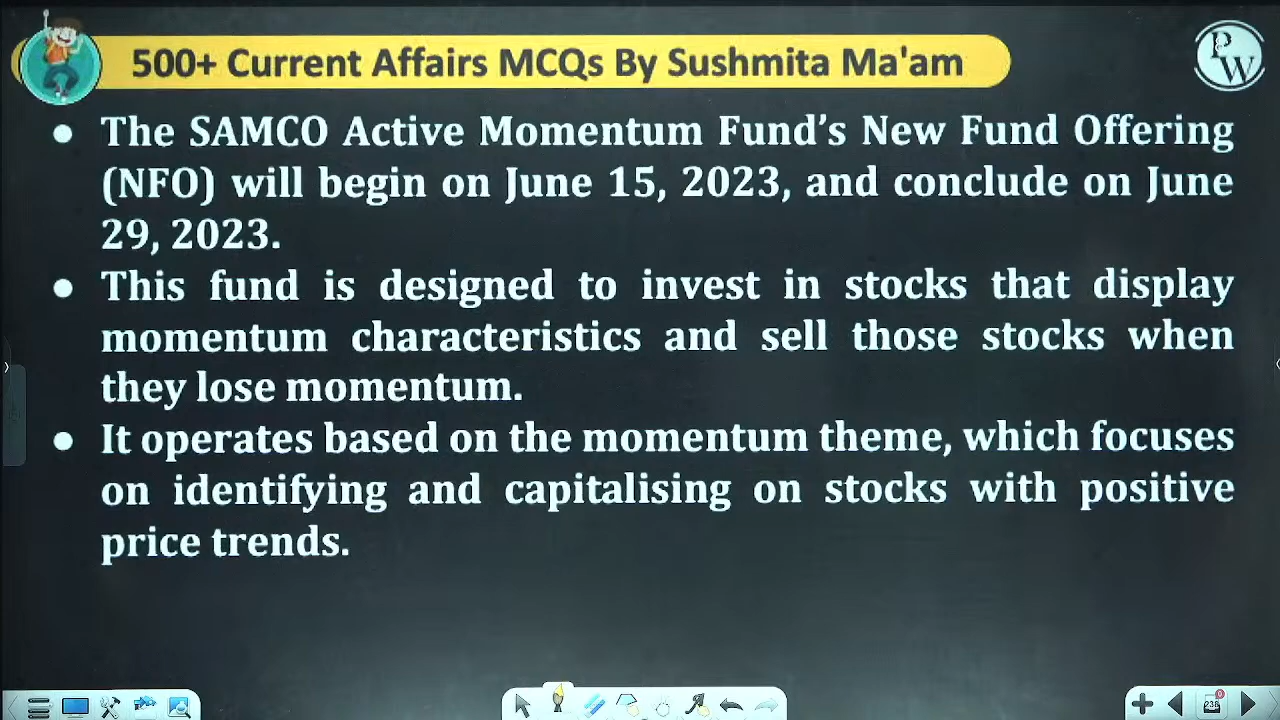 500+ Current Affairs MCQs By Sushmita Ma'am
PW
● The SAMCO Active Momentum Fund’s New Fund Offering
(NFO) will begin on June 15, 2023, and conclude on June
29, 2023.
● This fund is designed to invest in stocks that display
momentum characteristics and sell those stocks when
they lose momentum.
● It operates based on the momentum theme, which focuses
on identifying and capitalising on stocks with positive
price trends.